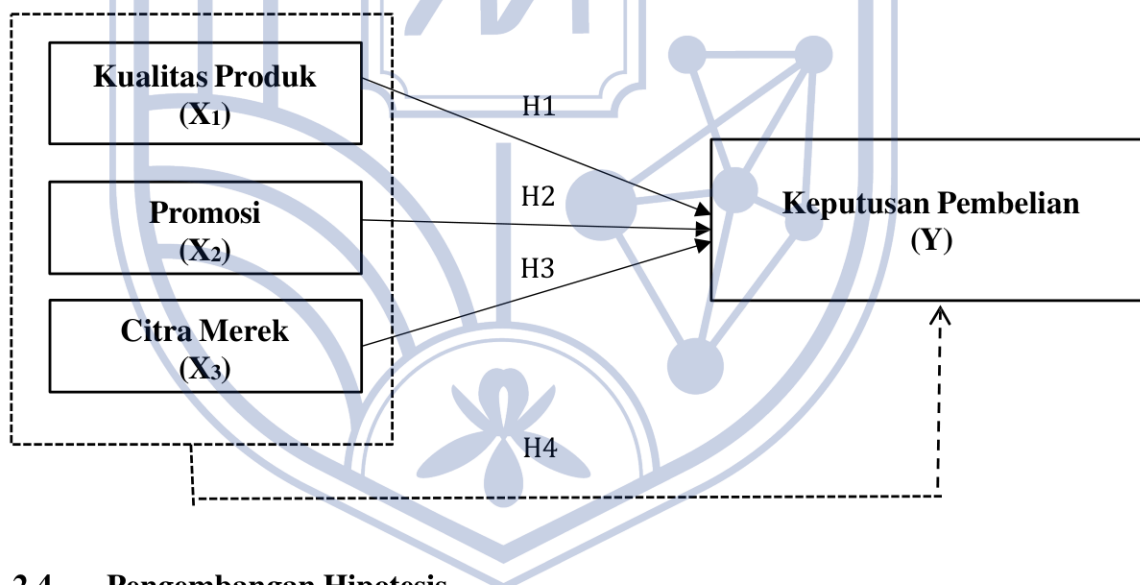 Kualitas Produk
(X1)
H1
Promosi
(X2)
H2
Citra Merek
(X3)
H3
Keputusan Pembelian
(Y)
H4
2.4 Pengembangan Hipotesis